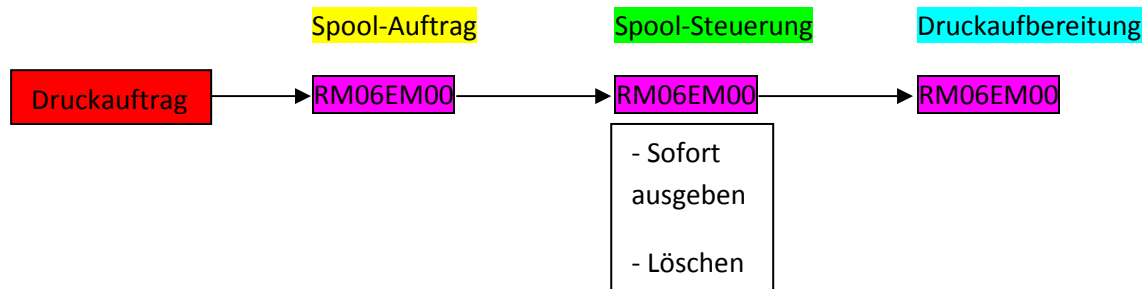 Spool-Auftrag
Spool-Steuerung
Druckaufbereitung
Druckauftrag
RM06EM00
RM06EM00
RM06EM00
- Sofort
ausgeben
- Löschen